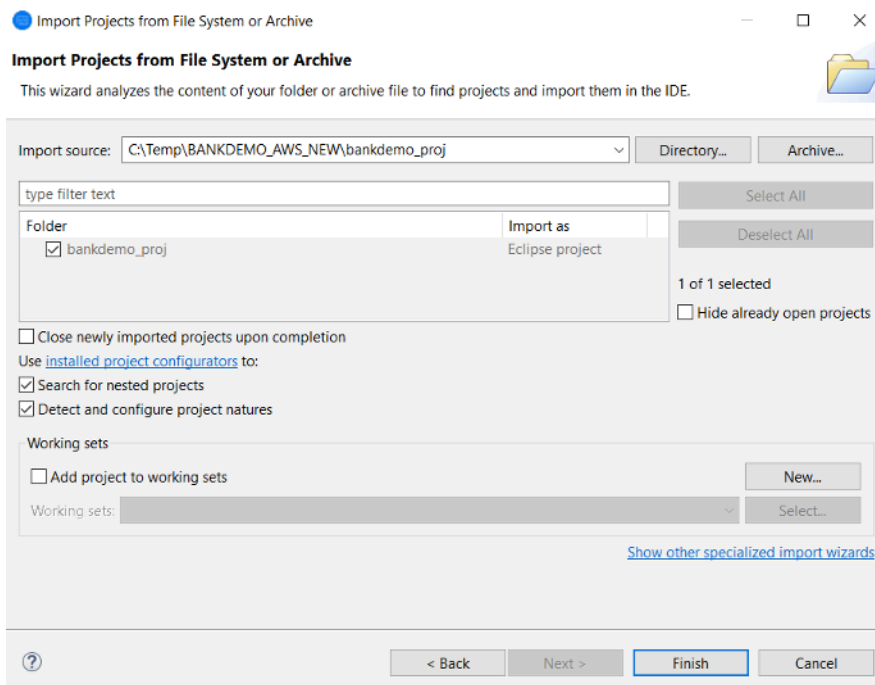 Import Projects from File System or Archive
Import Projects from File System or Archive
This wizard analyzes the content of your folder or archive file to find projects and import them in the IDE.
Import source: C:\Temp\BANKDEMO_AWS_NEW\bankdemo_proj Directory... Archive...
type filter text Select All
Folder Import as
Deselect All
bankdemo_proj Eclipse project
1 of 1 selected
Hide already open projects
Close newly imported projects upon completion
Use installed project configurators to:
Search for nested projects
Detect and configure project natures
Working sets
Add project to working sets New...
Working sets: Select...
Show other specialized import wizards
? < Back Next > Finish Cancel